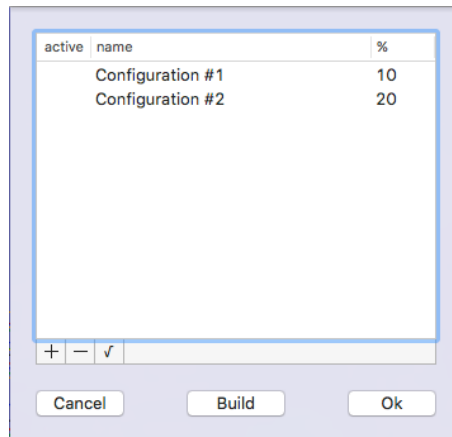 active name %
Configuration #1 10
Configuration #2 20
+ − √
Cancel Build Ok